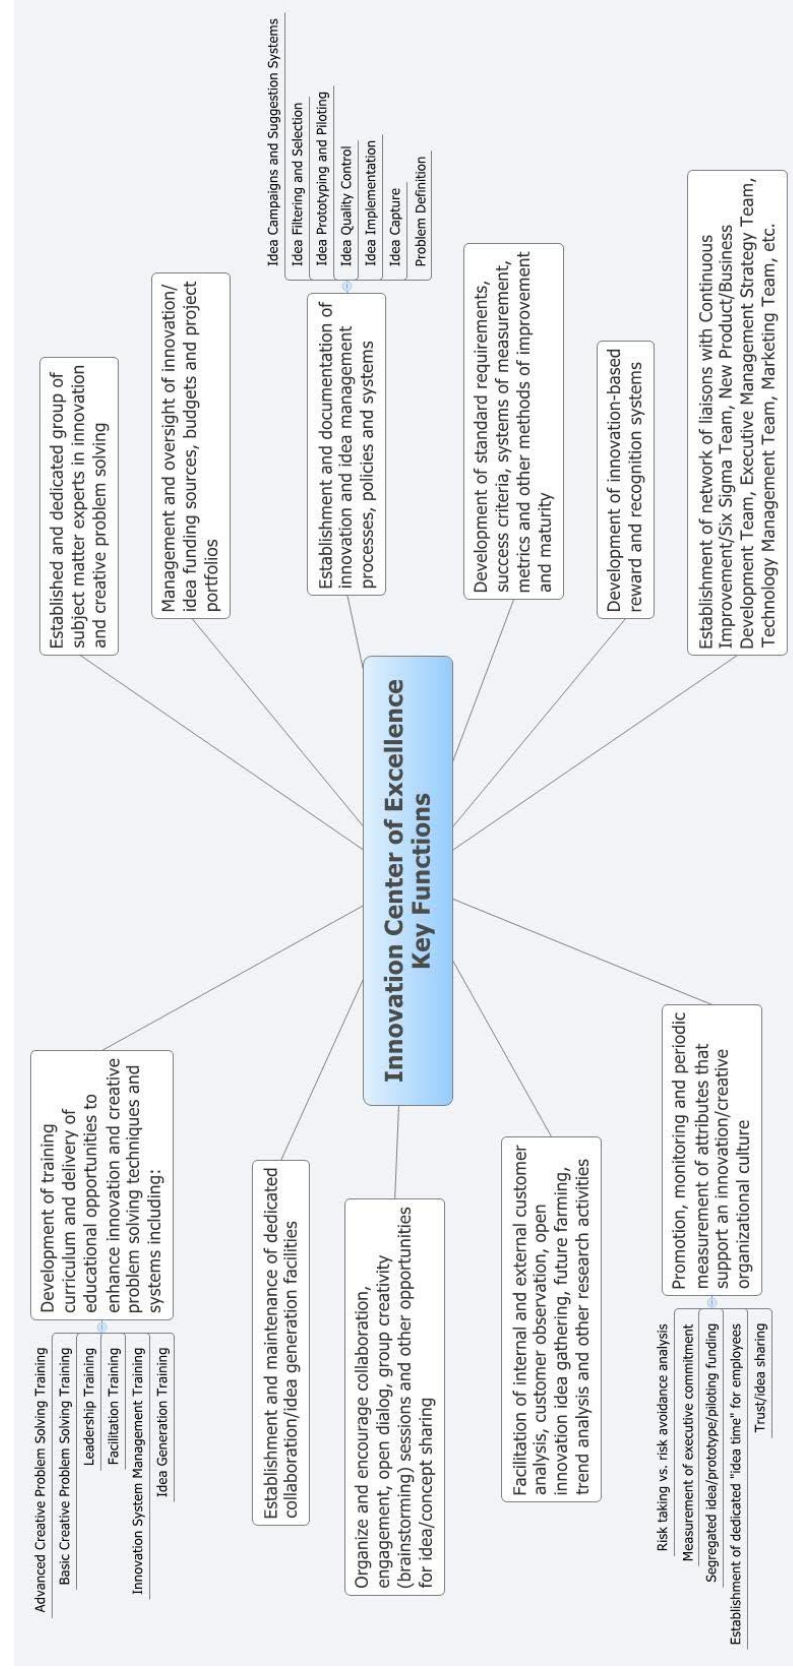 Innovation Center of Excellence
Key Functions
Established and dedicated group of
subject matter experts in innovation
and creative problem solving
Management and oversight of innovation/
idea funding sources, budgets and project
portfolios
Establishment and documentation of
innovation and idea management
processes, policies and systems
Idea Campaigns and Suggestion Systems
Idea Filtering and Selection
Idea Prototyping and Piloting
Idea Quality Control
Idea Implementation
Idea Capture
Problem Definition
Development of standard requirements,
success criteria, systems of measurement,
metrics and other methods of improvement
and maturity
Development of innovation-based
reward and recognition systems
Establishment of network of liaisons with Continuous
Improvement/Six Sigma Team, New Product/Business
Development Team, Executive Management Strategy Team,
Technology Management Team, Marketing Team, etc.
Development of training
curriculum and delivery of
educational opportunities to
enhance innovation and creative
problem solving techniques and
systems including:
Advanced Creative Problem Solving Training
Basic Creative Problem Solving Training
Leadership Training
Facilitation Training
Innovation System Management Training
Idea Generation Training
Establishment and maintenance of dedicated
collaboration/idea generation facilities
Organize and encourage collaboration,
engagement, open dialog, group creativity
(brainstorming) sessions and other opportunities
for idea/concept sharing
Facilitation of internal and external customer
analysis, customer observation, open
innovation idea gathering, future farming,
trend analysis and other research activities
Promotion, monitoring and periodic
measurement of attributes that
support an innovation/creative
organizational culture
Risk taking vs. risk avoidance analysis
Measurement of executive commitment
Segregated idea/prototype/piloting funding
Establishment of dedicated "idea time" for employees
Trust/idea sharing